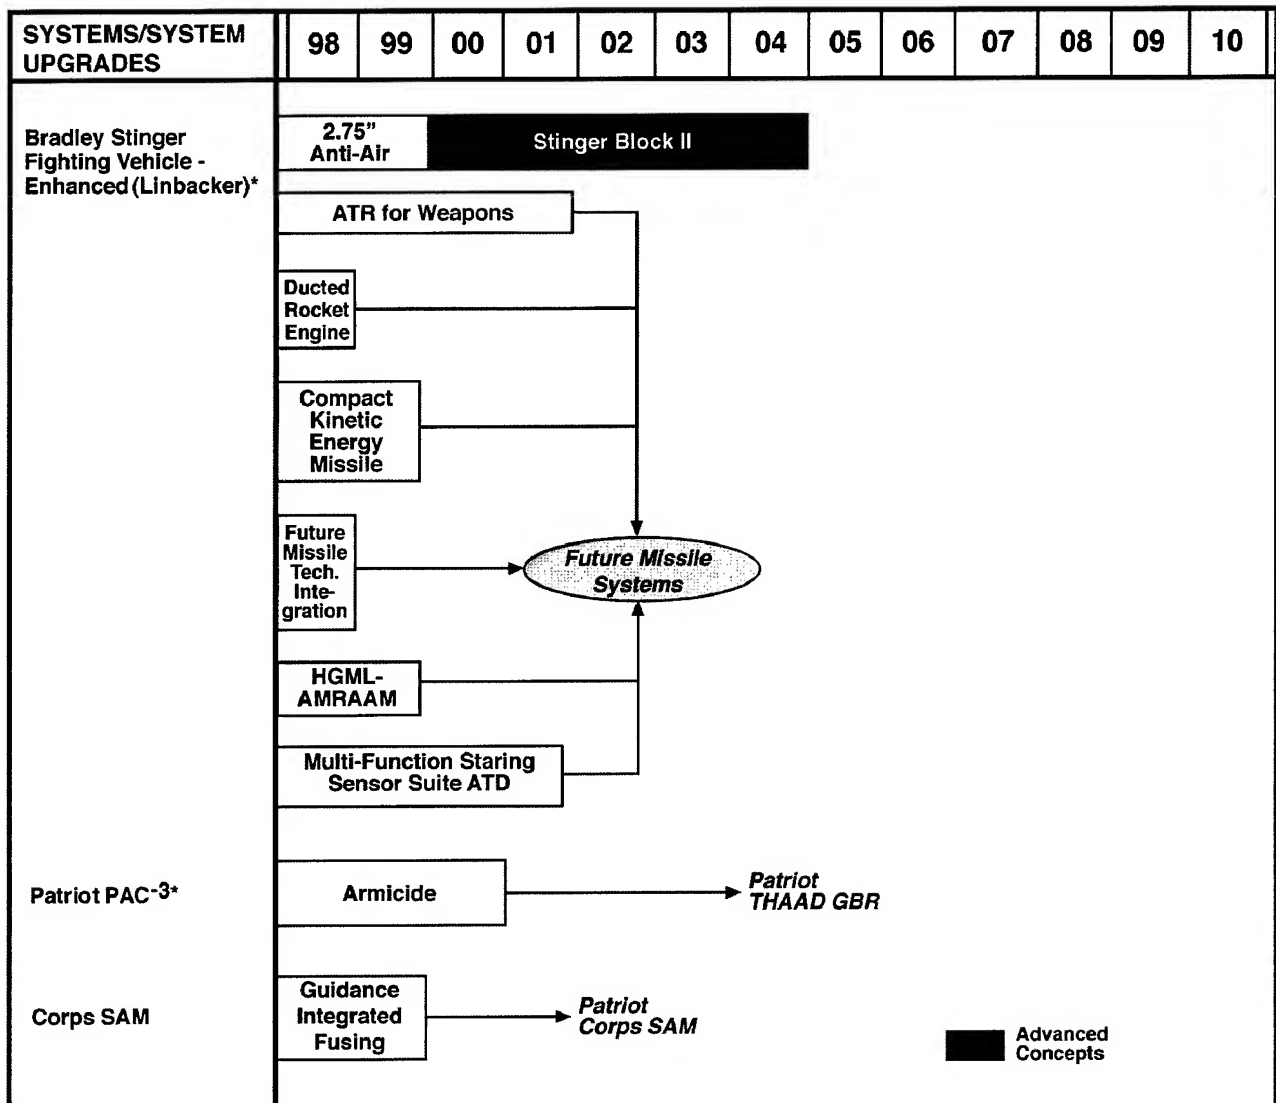 SYSTEMS/SYSTEM
UPGRADES
98 99 00 01 02 03 04 05 06 07 08 09 10
Bradley Stinger
Fighting Vehicle -
Enhanced (Linbacker)*
2.75"
Anti-Air
Stinger Block II
ATR for Weapons
Ducted
Rocket
Engine
Compact
Kinetic
Energy
Missile
Future
Missile
Tech.
Inte-
gration
Future Missile
Systems
HGML-
AMRAAM
Multi-Function Staring
Sensor Suite ATD
Patriot PAC-3*
Armicide
Patriot
THAAD GBR
Corps SAM
Guidance
Integrated
Fusing
Patriot
Corps SAM
Advanced
Concepts